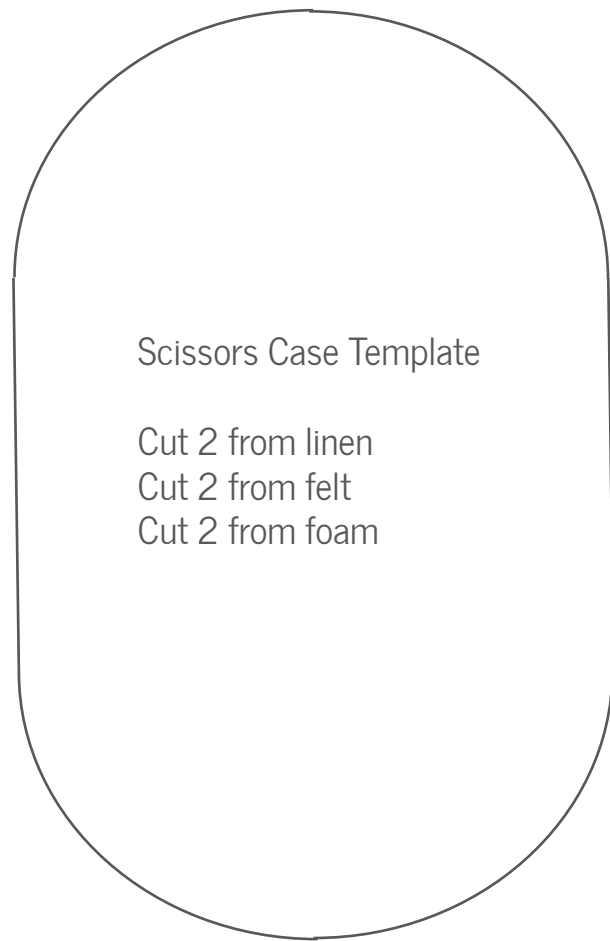 Scissors Case Template
Cut 2 from linen
Cut 2 from felt
Cut 2 from foam